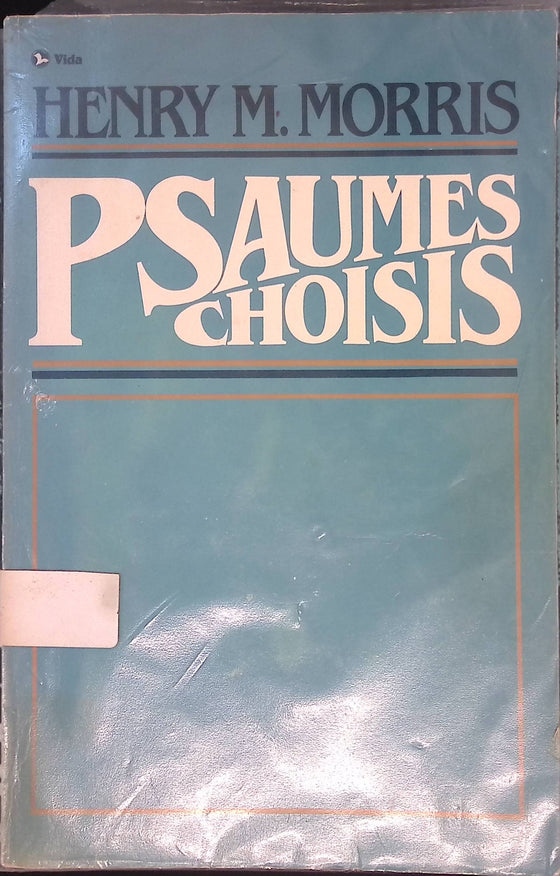 Vida
HENRY M. MORRIS
PSAUMES
CHOISIS